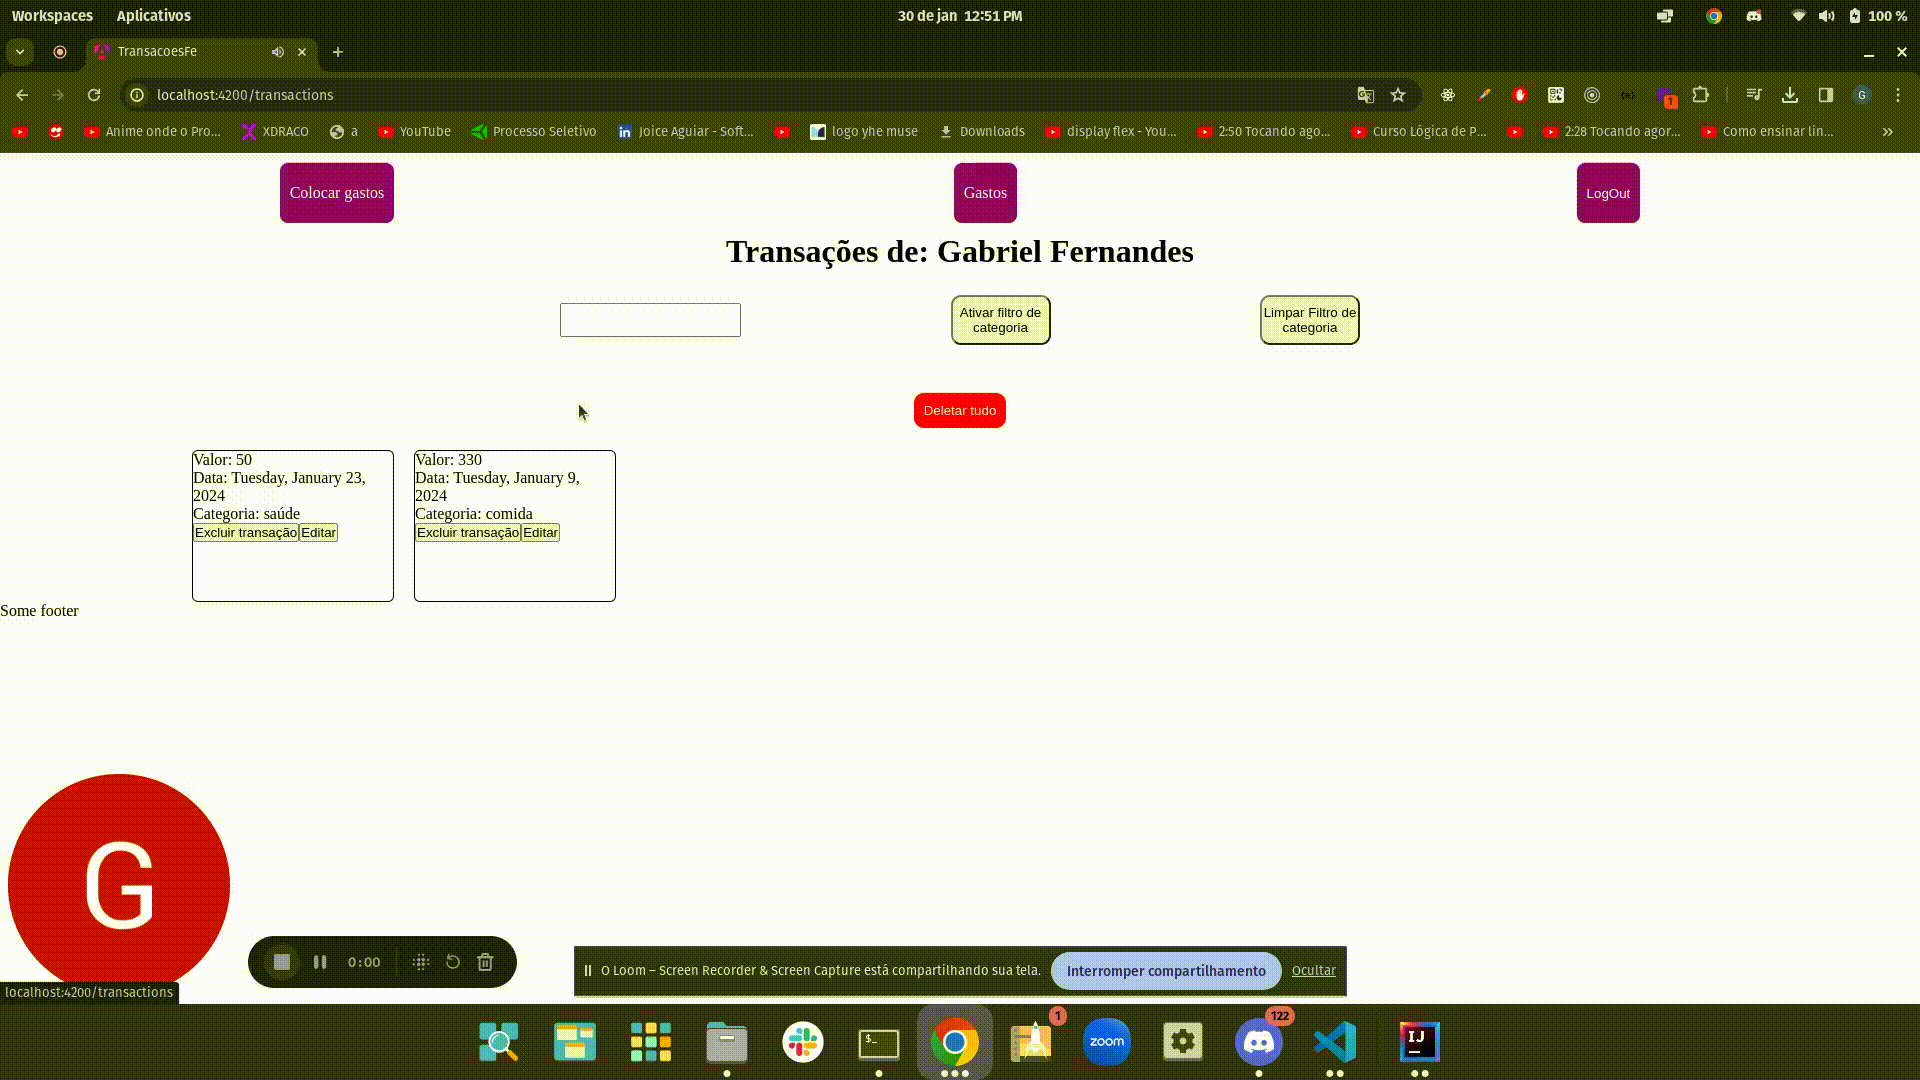 Workspaces Aplicativos 30 de jan 12:51 PM 100 %
TransacoesFe
localhost:4200/transactions 1 G
Anime onde o Pro... XDRACO a YouTube Processo Seletivo Joice Aguiar - Soft... logo yhe muse Downloads display flex - You... 2:50 Tocando ago... Curso Lógica de P... 2:28 Tocando agor... Como ensinar lin...
Colocar gastos Gastos LogOut
Transações de: Gabriel Fernandes
Ativar filtro de
categoria
Limpar Filtro de
categoria
Deletar tudo
Valor: 50
Data: Tuesday, January 23,
2024
Categoria: saúde
Excluir transação Editar
Valor: 330
Data: Tuesday, January 9,
2024
Categoria: comida
Excluir transação Editar
Some footer
G
0:00
O Loom – Screen Recorder & Screen Capture está compartilhando sua tela. Interromper compartilhamento Ocultar
localhost:4200/transactions
$_ 1 zoom 122 IJ